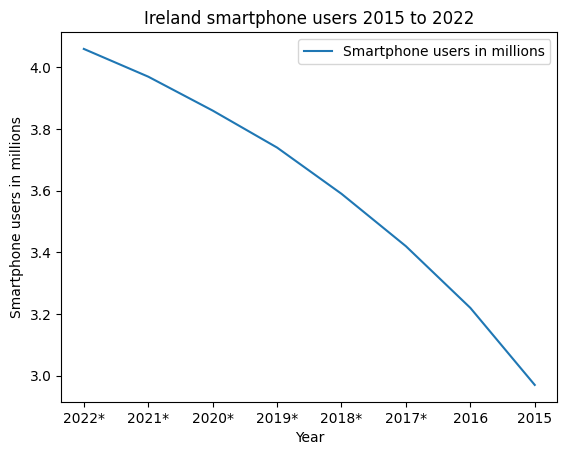 Ireland smartphone users 2015 to 2022
Smartphone users in millions
Smartphone users in millions
4.0
3.8
3.6
3.4
3.2
3.0
2022* 2021* 2020* 2019* 2018* 2017* 2016 2015
Year